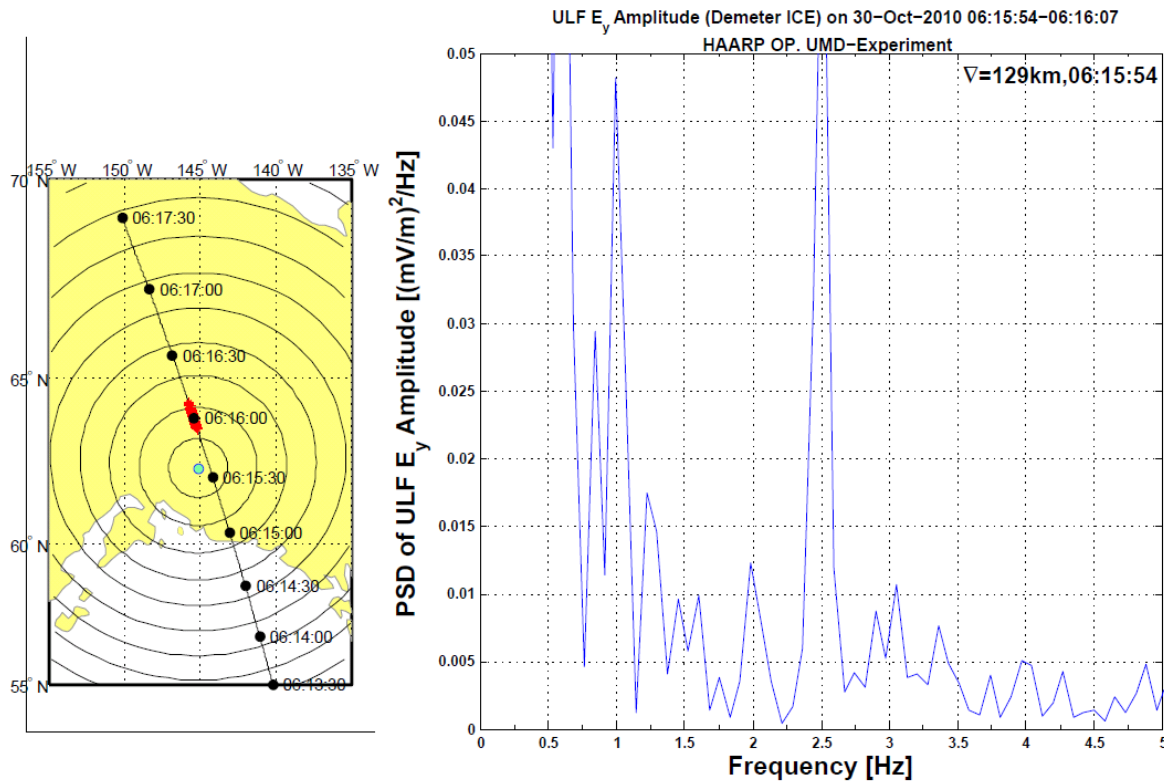 ULF E_y Amplitude (Demeter ICE) on 30−Oct−2010 06:15:54−06:16:07
HAARP OP. UMD−Experiment
∇=129km,06:15:54
155° W 150° W 145° W 140° W 135° W
70° N
65° N
60° N
55° N
06:17:30
06:17:00
06:16:30
06:16:00
06:15:30
06:15:00
06:14:30
06:14:00
06:13:30
PSD of ULF E_y Amplitude [(mV/m)²/Hz]
0.05
0.045
0.04
0.035
0.03
0.025
0.02
0.015
0.01
0.005
0
0 0.5 1 1.5 2 2.5 3 3.5 4 4.5 5
Frequency [Hz]